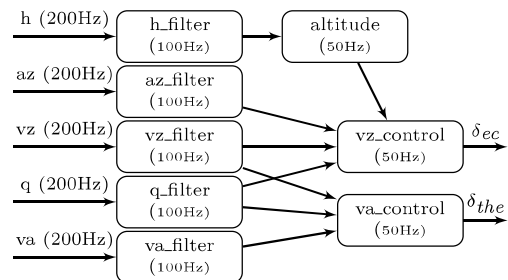 h (200Hz)
h_filter
(100Hz)
altitude
(50Hz)
az (200Hz)
az_filter
(100Hz)
vz (200Hz)
vz_filter
(100Hz)
vz_control
(50Hz)
δec
q (200Hz)
q_filter
(100Hz)
va_control
(50Hz)
δthe
va (200Hz)
va_filter
(100Hz)